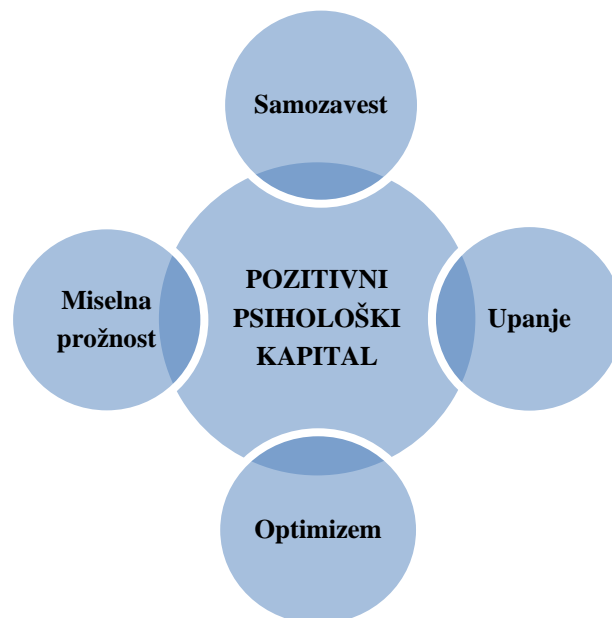 Samozavest
POZITIVNI
PSIHOLOŠKI
KAPITAL
Miselna
prožnost
Upanje
Optimizem